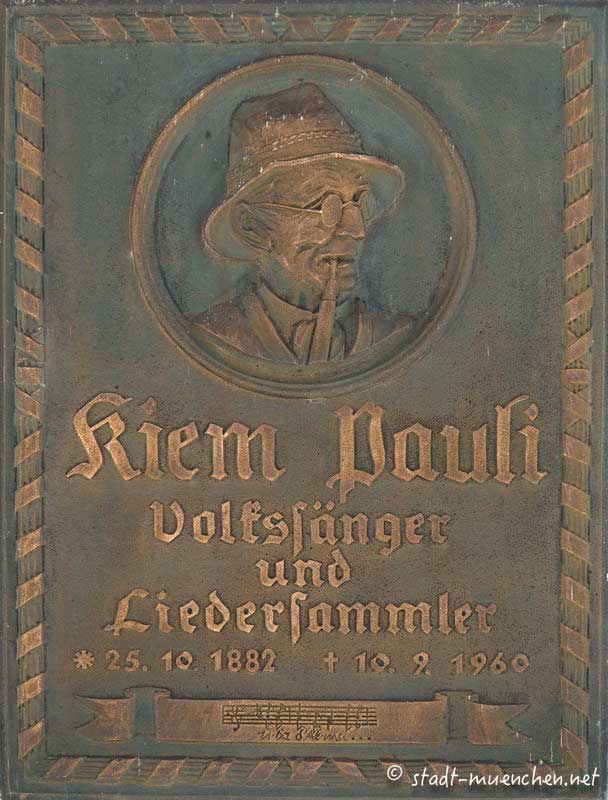 Kiem Pauli
Volksſänger
und
Liederſammler
* 25. 10. 1882 † 10. 9. 1960
© stadt-muenchen.net